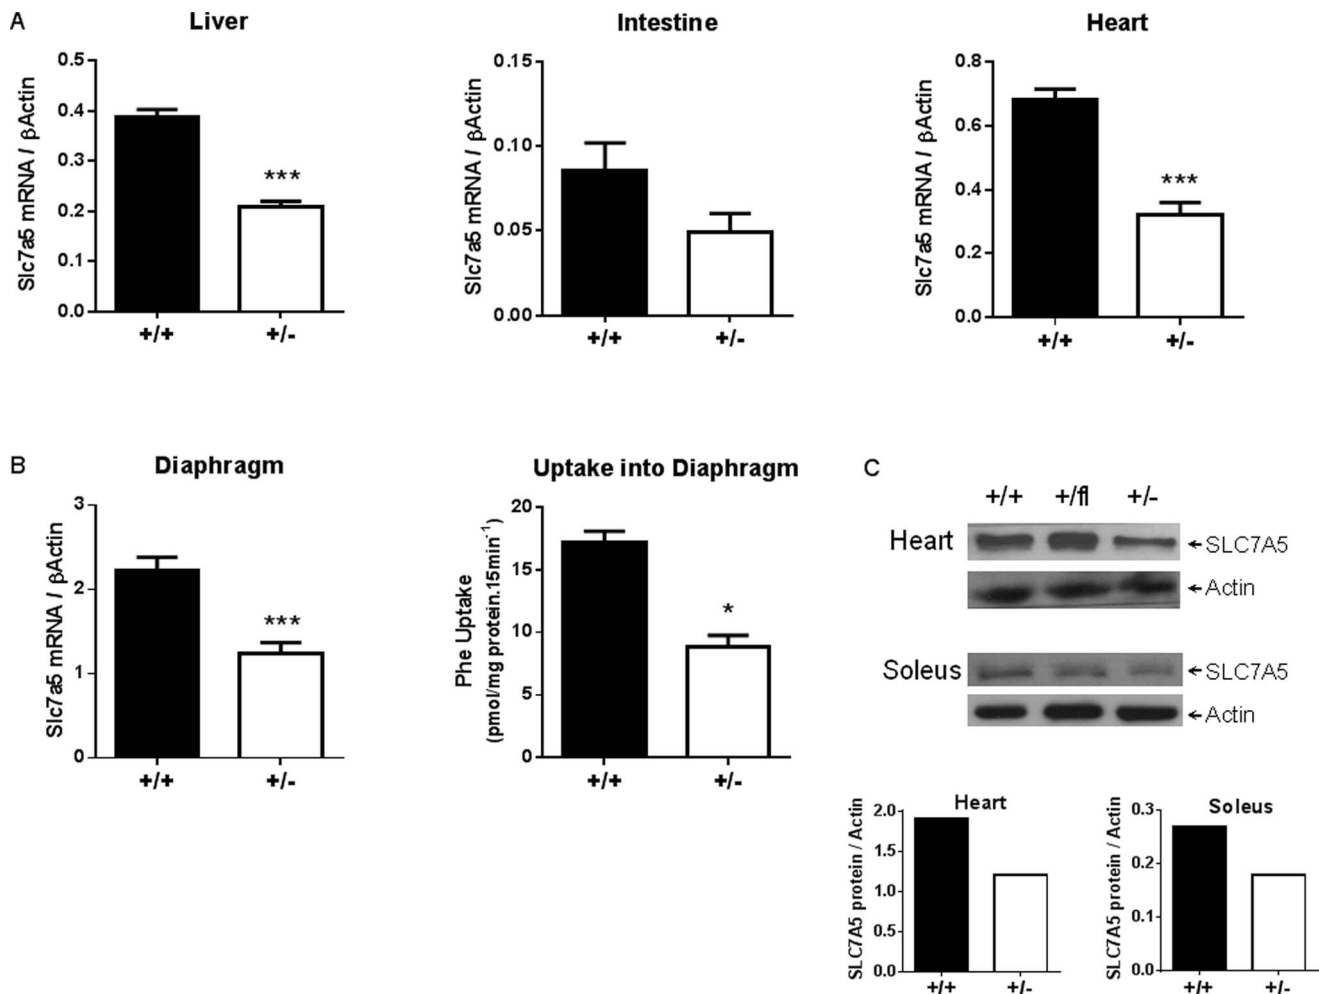 A
Liver
Slc7a5 mRNA / βActin
0.5
0.4
0.3
0.2
0.1
0.0
***
+/+
+/-
Intestine
Slc7a5 mRNA / βActin
0.15
0.10
0.05
0.00
+/+
+/-
Heart
Slc7a5 mRNA / βActin
0.8
0.6
0.4
0.2
0.0
***
+/+
+/-
B
Diaphragm
Slc7a5 mRNA / βActin
3
2
1
0
***
+/+
+/-
Uptake into Diaphragm
Phe Uptake
(pmol/mg protein.15min⁻¹)
20
15
10
5
0
*
+/+
+/-
C
+/+ +/fl +/-
Heart
←SLC7A5
←Actin
Soleus
←SLC7A5
←Actin
Heart
SLC7A5 protein / Actin
2.0
1.5
1.0
0.5
0.0
+/+
+/-
Soleus
SLC7A5 protein / Actin
0.3
0.2
0.1
0.0
+/+
+/-